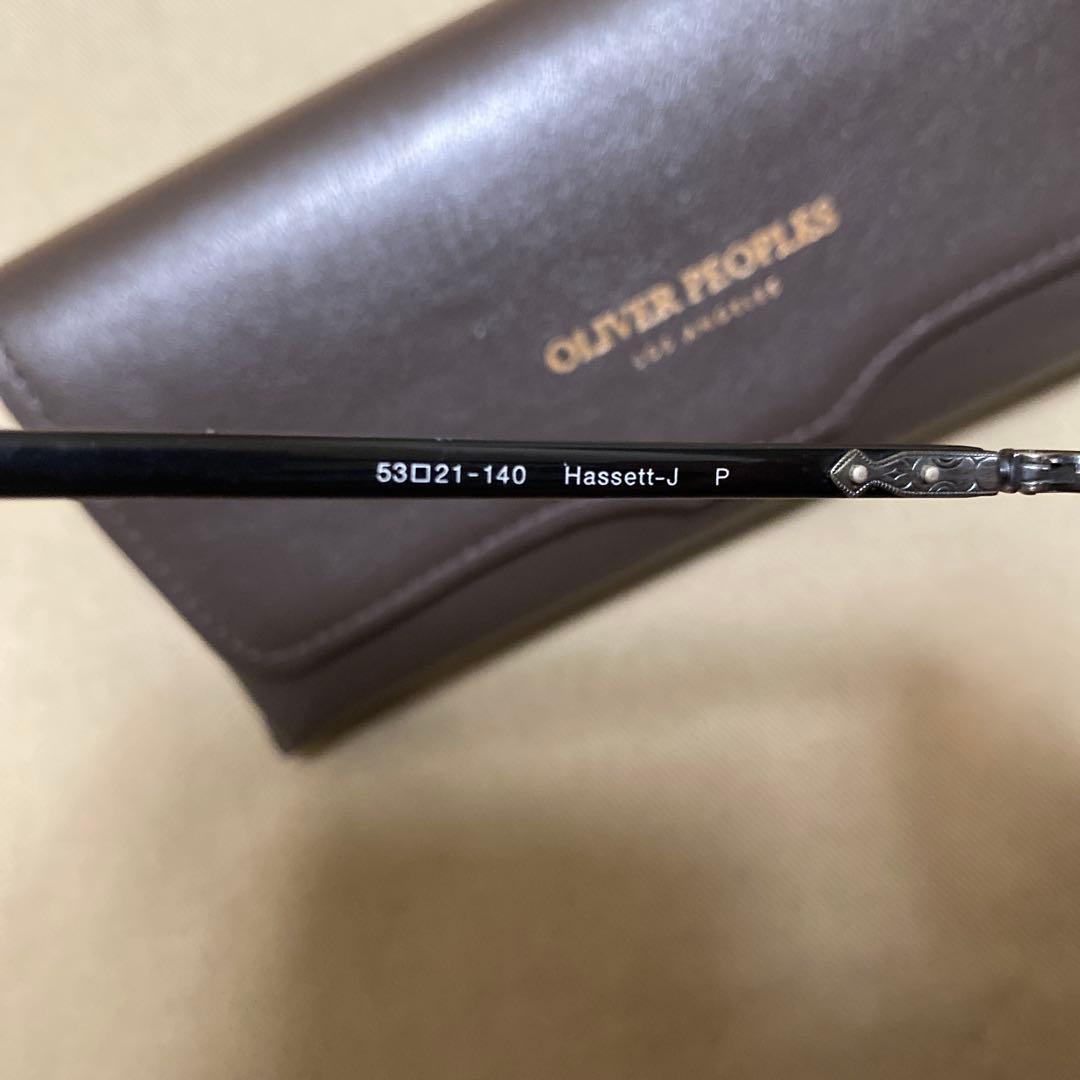 OLIVER PEOPLES
LOS ANGELES
53□21-140 Hassett-J P